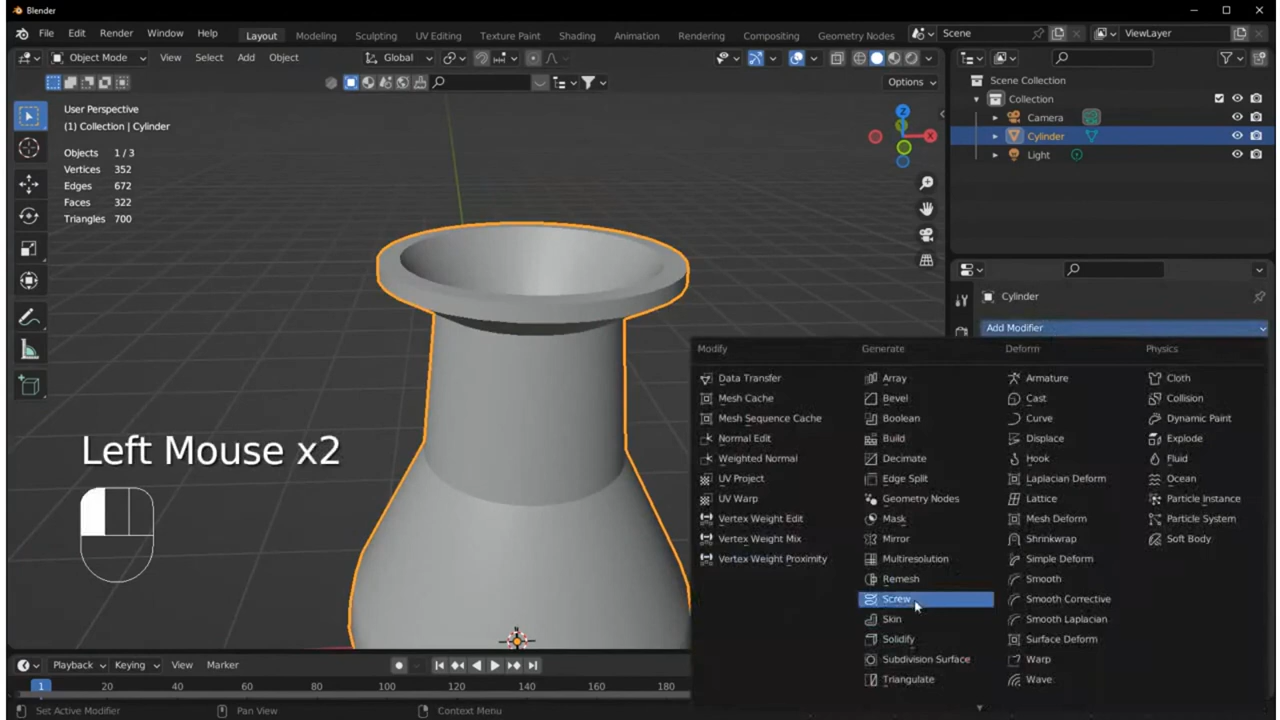 Blender
File Edit Render Window Help Layout Modeling Sculpting UV Editing Texture Paint Shading Animation Rendering Compositing Geometry Nodes Scene ViewLayer
Object Mode View Select Add Object Global
Options
User Perspective
(1) Collection | Cylinder
Objects 1 / 3
Vertices 352
Edges 672
Faces 322
Triangles 700
Z
X
Scene Collection
Collection
Camera
Cylinder
Light
Cylinder
Add Modifier
Modify Generate Deform Physics
Data Transfer Array Armature Cloth
Mesh Cache Bevel Cast Collision
Mesh Sequence Cache Boolean Curve Dynamic Paint
Normal Edit Build Displace Explode
Weighted Normal Decimate Hook Fluid
UV Project Edge Split Laplacian Deform Ocean
UV Warp Geometry Nodes Lattice Particle Instance
Vertex Weight Edit Mask Mesh Deform Particle System
Vertex Weight Mix Mirror Shrinkwrap Soft Body
Vertex Weight Proximity Multiresolution Simple Deform
Remesh Smooth
Screw Smooth Corrective
Skin Smooth Laplacian
Solidify Surface Deform
Subdivision Surface Warp
Triangulate Wave
Left Mouse x2
Playback Keying View Marker
1 20 40 60 80 100 120 140 160 180
Set Active Modifier Pan View Context Menu